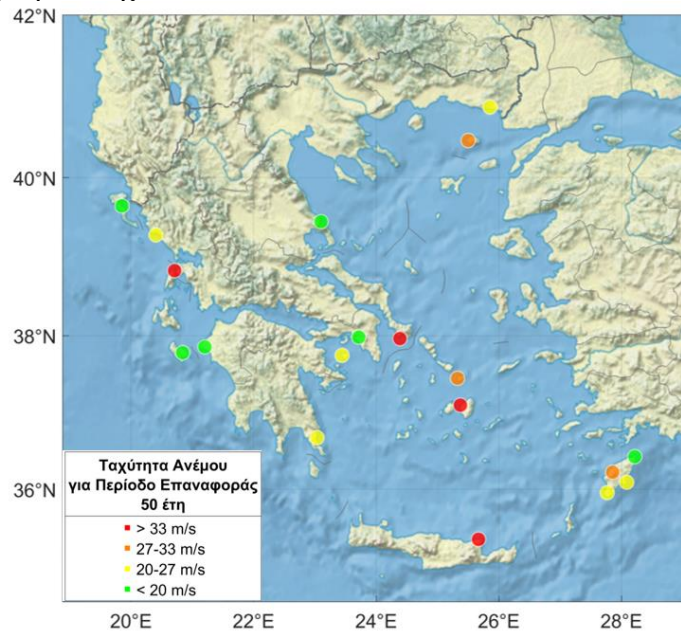 42°N
40°N
38°N
36°N
Ταχύτητα Ανέμου
για Περίοδο Επαναφοράς
50 έτη
> 33 m/s
27-33 m/s
20-27 m/s
< 20 m/s
20°E 22°E 24°E 26°E 28°E